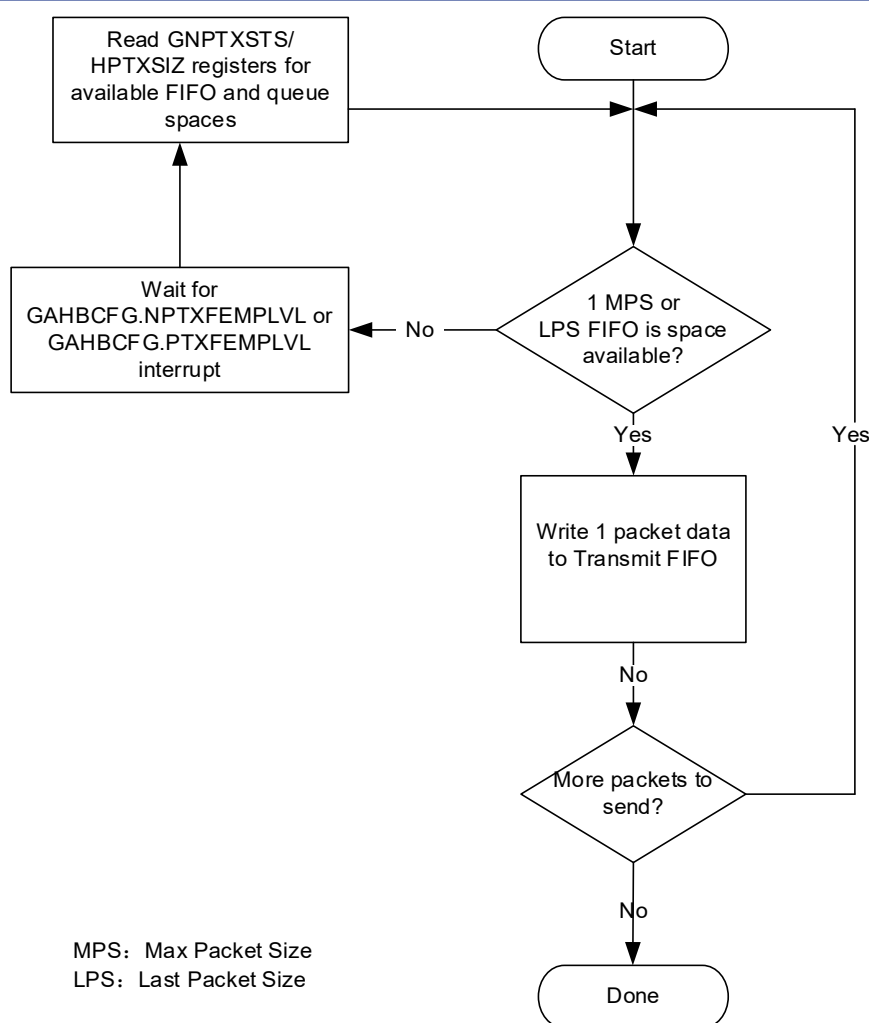 Read GNPTXSTS/
HPTXSIZ registers for
available FIFO and queue
spaces
Start
Wait for
GAHBCFG.NPTXFEMPLVL or
GAHBCFG.PTXFEMPLVL
interrupt
No
1 MPS or
LPS FIFO is space
available?
Yes
Yes
Write 1 packet data
to Transmit FIFO
No
More packets to
send?
No
MPS：Max Packet Size
LPS：Last Packet Size
Done